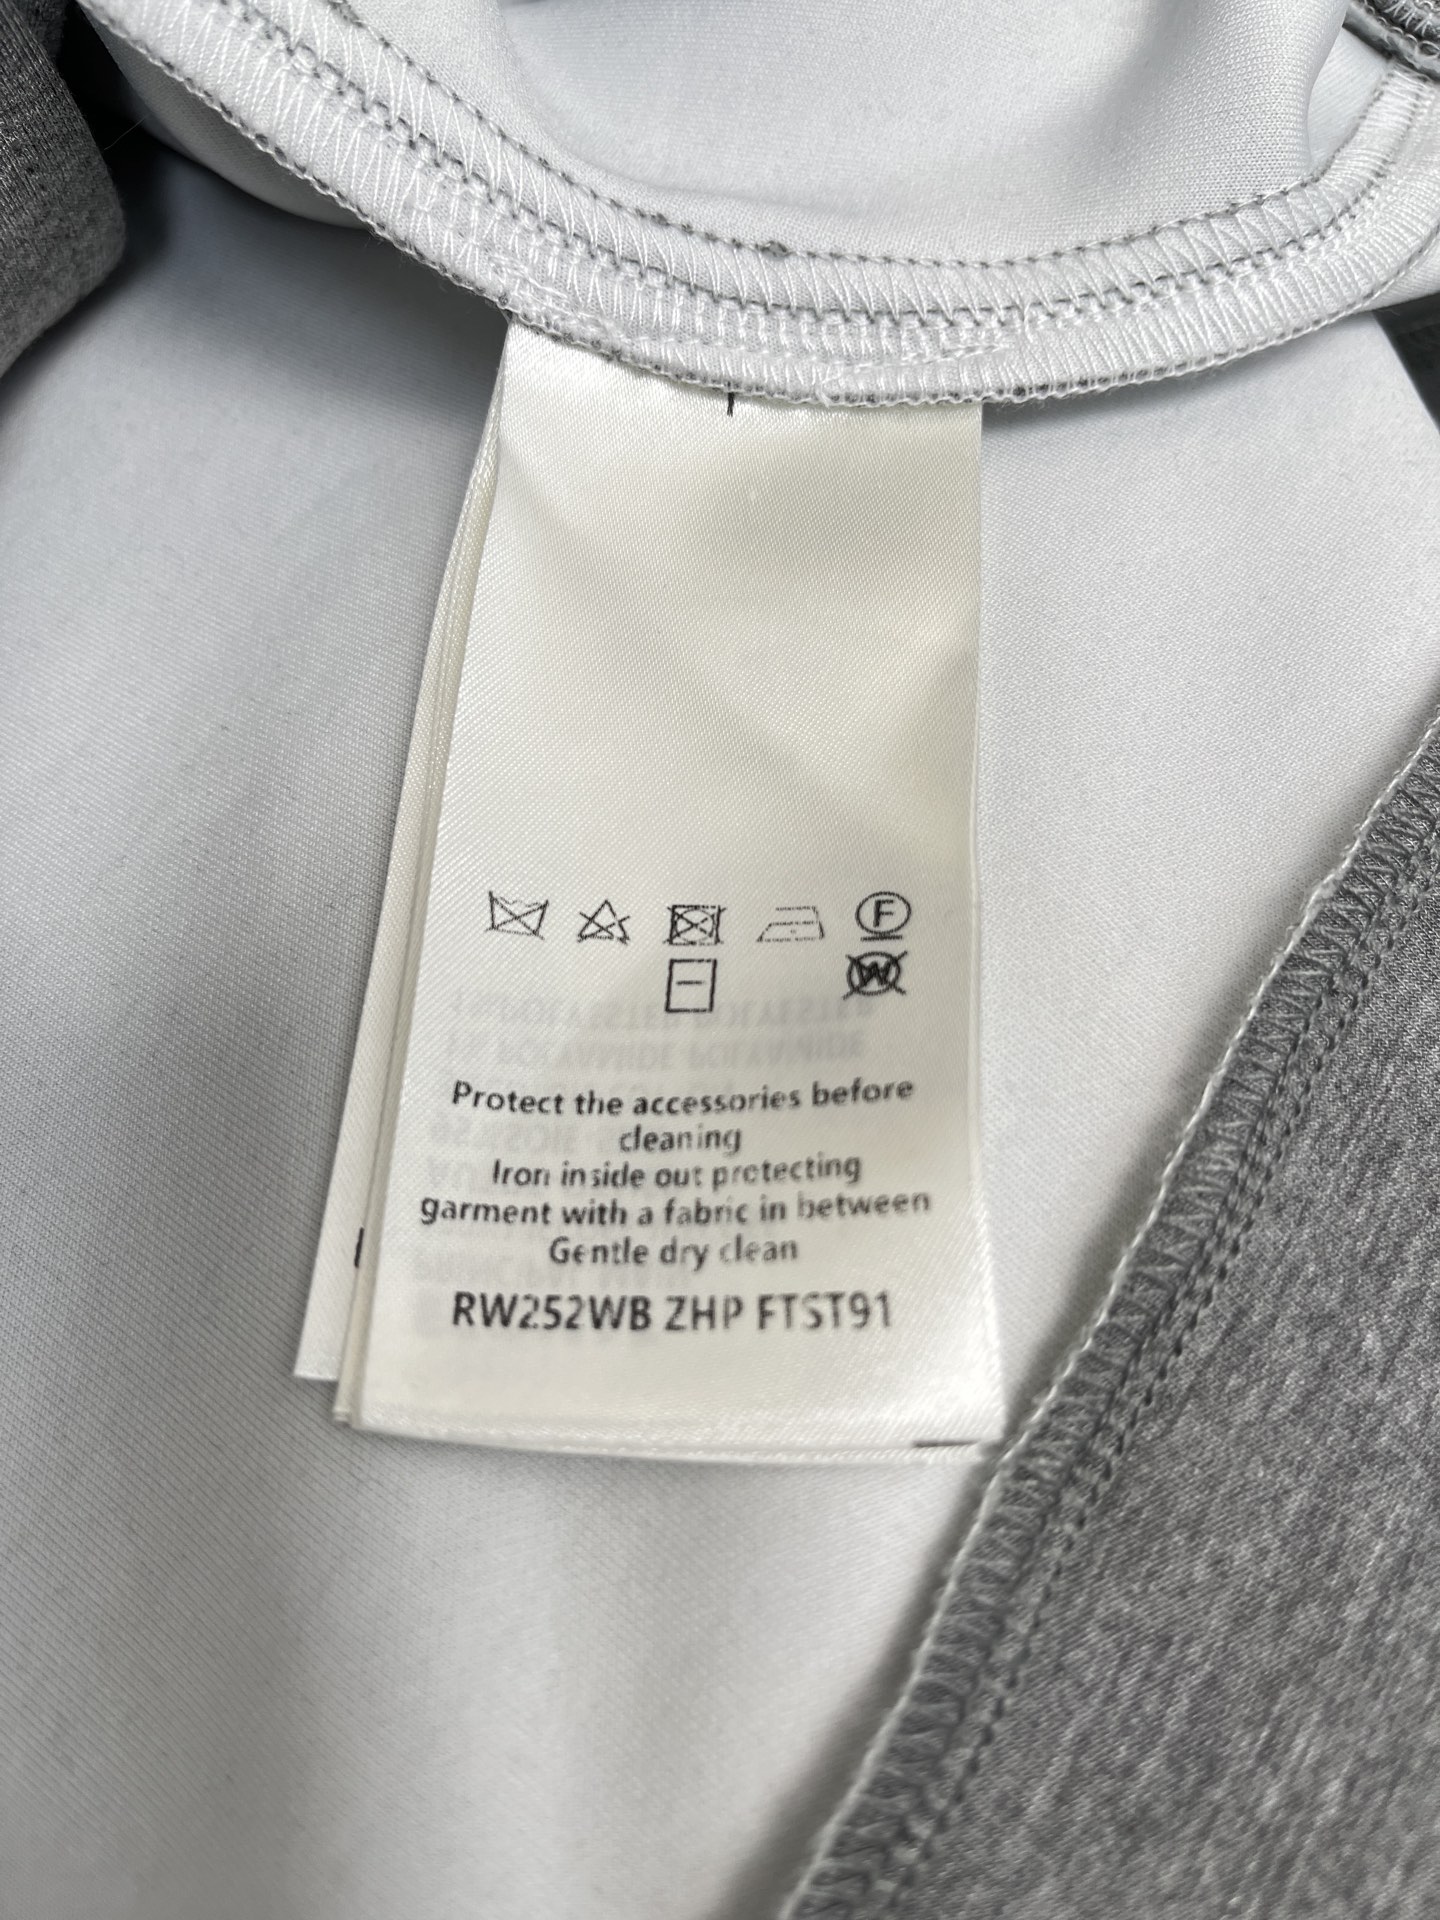 F
W
Protect the accessories before
cleaning
Iron inside out protecting
garment with a fabric in between
Gentle dry clean
RW252WB ZHP FTST91